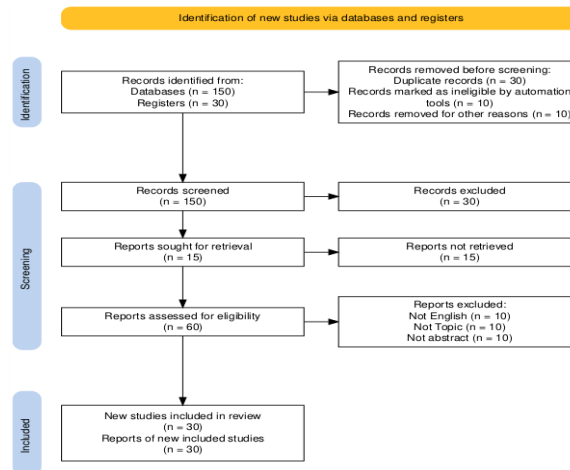 Identification of new studies via databases and registers
Identification
Records identified from:
Databases (n = 150)
Registers (n = 30)
Records removed before screening:
Duplicate records (n = 30)
Records marked as ineligible by automation
tools (n = 10)
Records removed for other reasons (n = 10)
Screening
Records screened
(n = 150)
Records excluded
(n = 30)
Reports sought for retrieval
(n = 15)
Reports not retrieved
(n = 15)
Reports assessed for eligibility
(n = 60)
Reports excluded:
Not English (n = 10)
Not Topic (n = 10)
Not abstract (n = 10)
Included
New studies included in review
(n = 30)
Reports of new included studies
(n = 30)